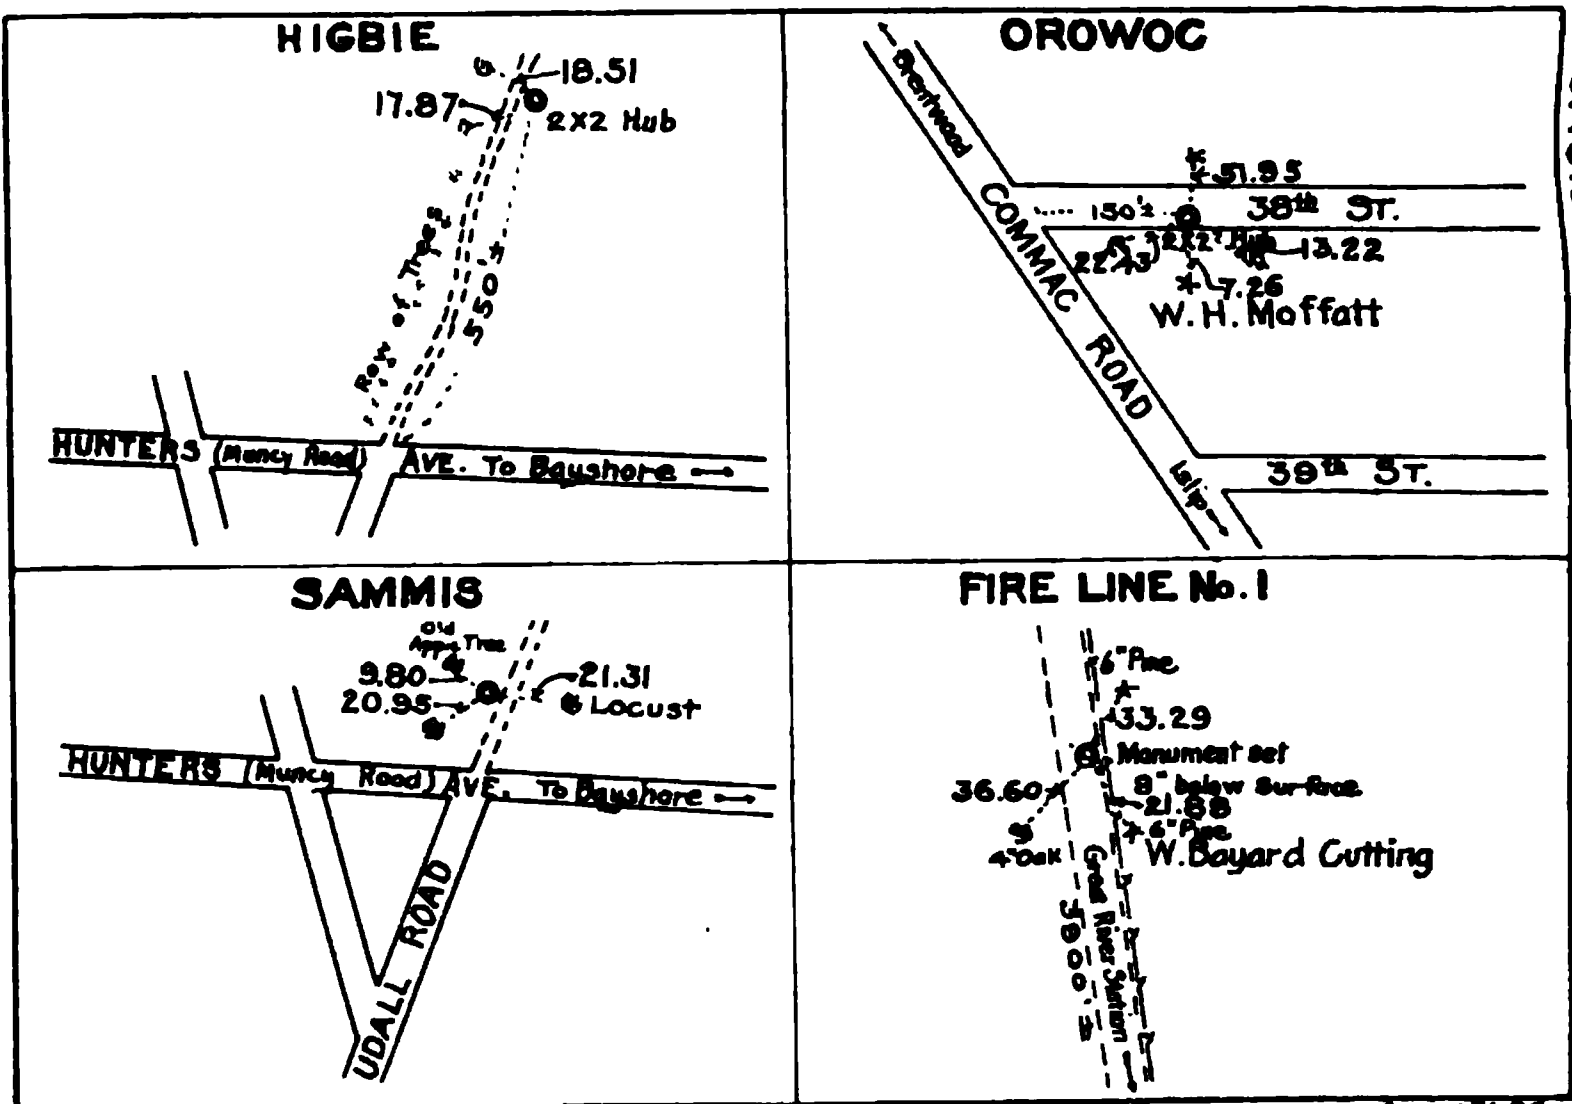 HIGBIE
18.51
17.87
2X2 Hub
Row of Trees
550'±
HUNTERS (Muncy Road) AVE. To Bayshore
OROWOC
Brentwood
COMMAC ROAD
51.95
150'±
38th ST.
2X2" Hub
22.43
13.22
7.26
W. H. Moffatt
39th ST.
Islip
SAMMIS
Old
Apple Tree
9.80
21.31
20.95
Locust
HUNTERS (Muncy Road) AVE. To Bayshore
UDALL ROAD
FIRE LINE No. 1
6" Pine
33.29
Monument set
8" below Surface
36.60
21.88
6" Pine
4" Oak
W. Bayard Cutting
Great River Station
3800'±